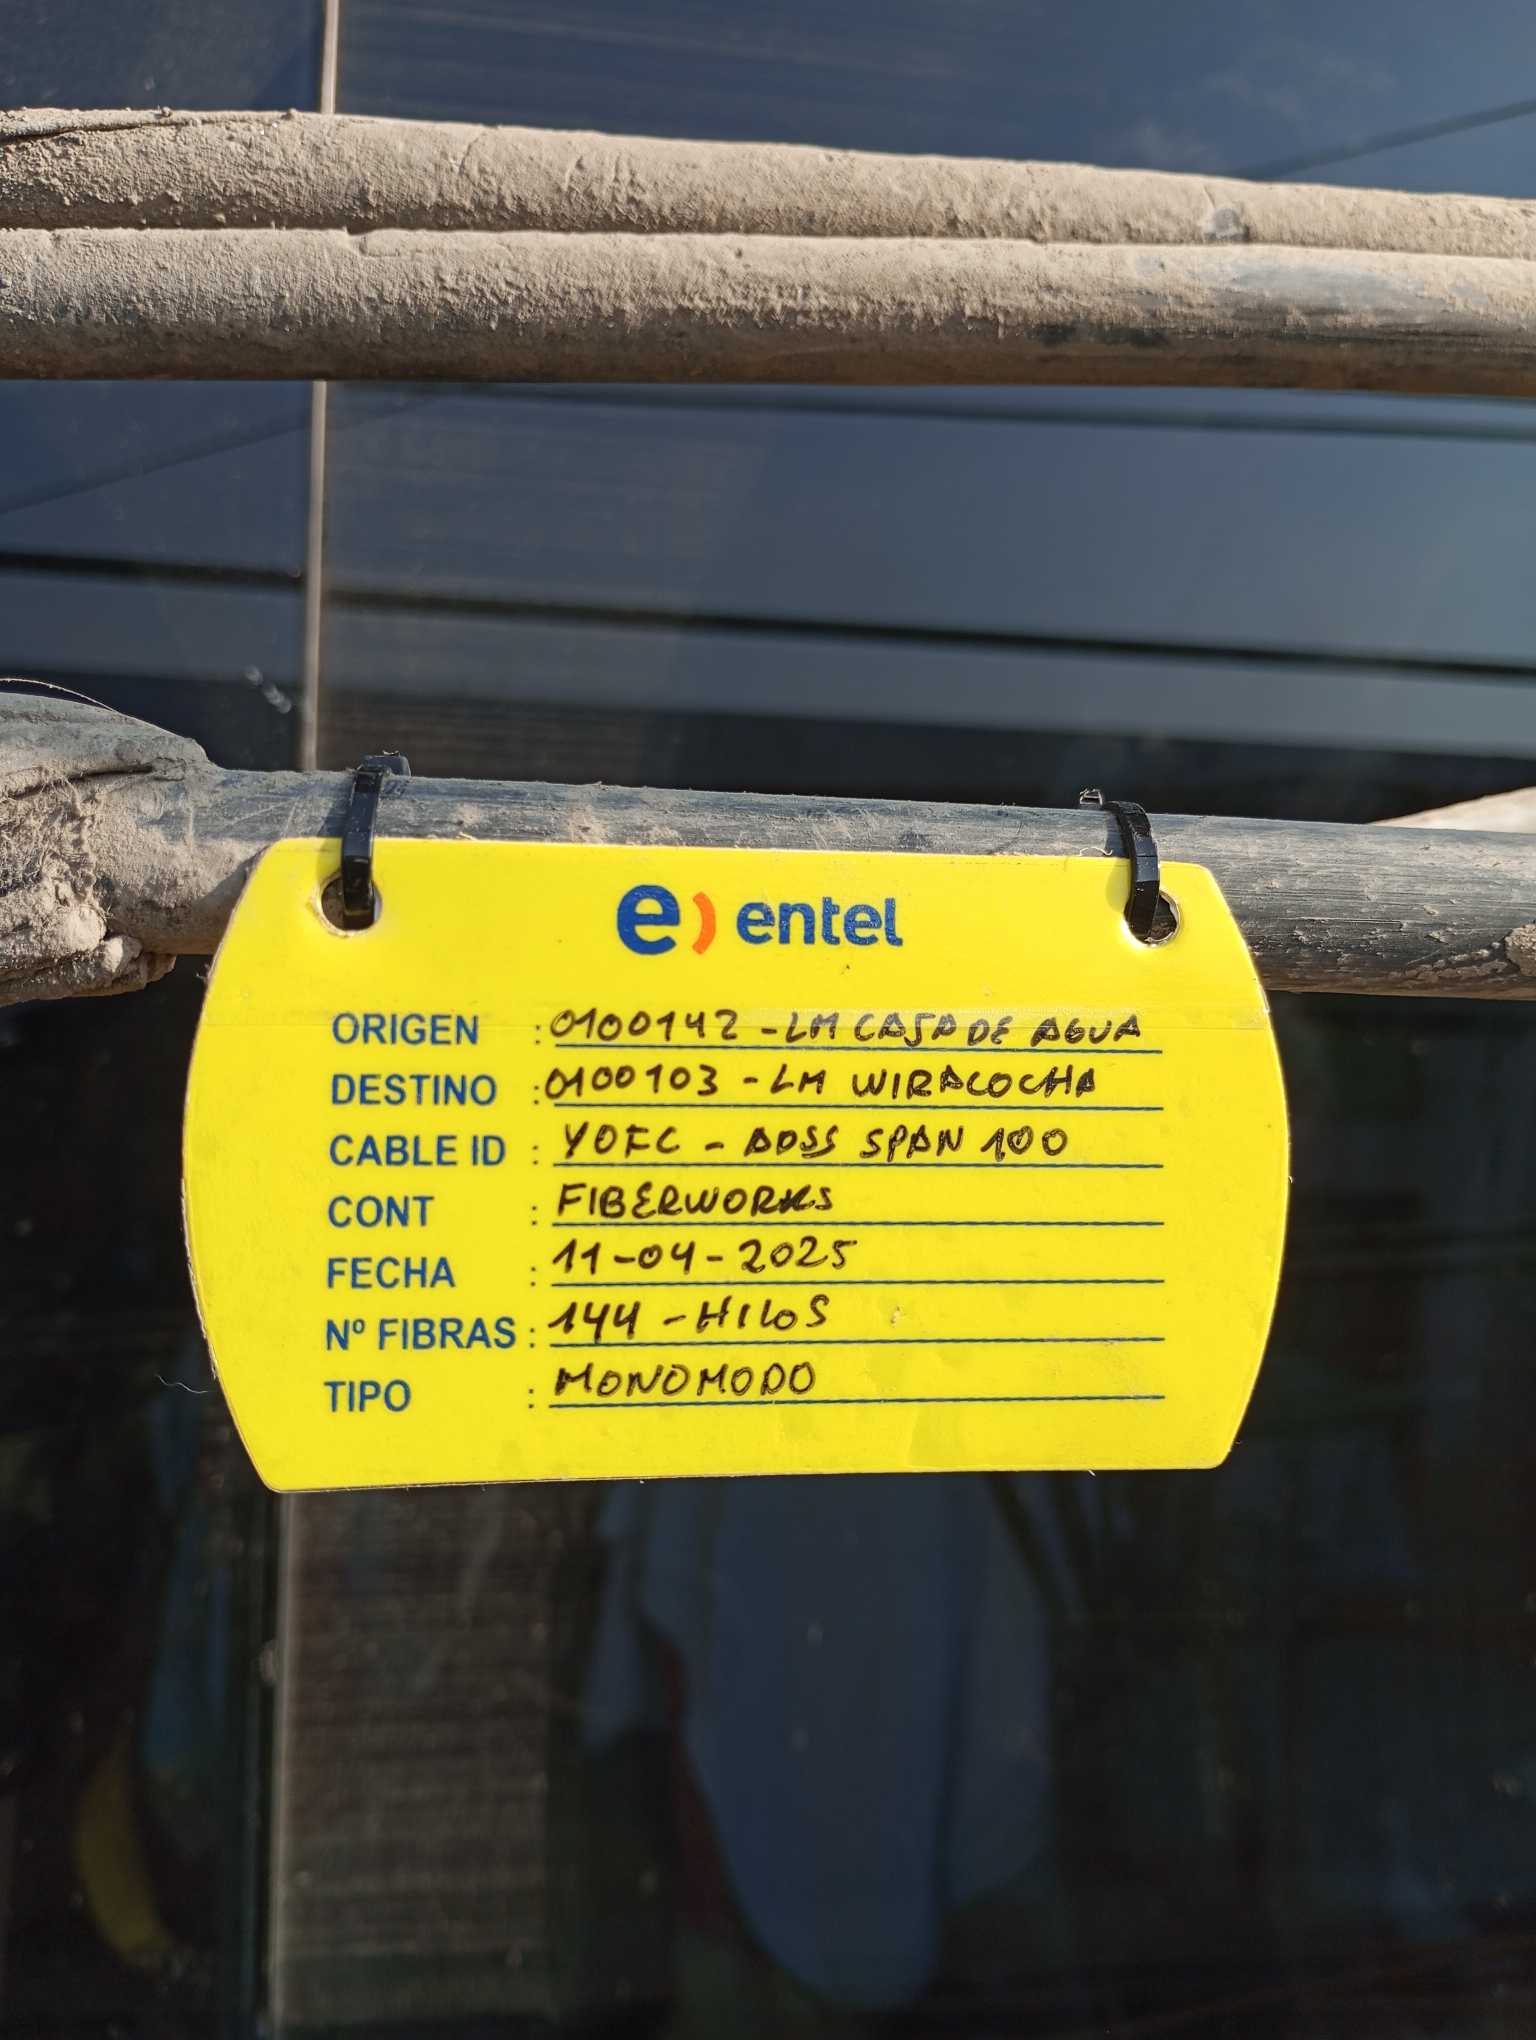 e) entel
ORIGEN : 0100142 - LM CASA DE AGUA
DESTINO : 0100103 - LM WIRACOCHA
CABLE ID : YOFC - ADSS SPAN 100
CONT : FIBERWORKS
FECHA : 11-04-2025
Nº FIBRAS : 144 - HILOS
TIPO : MONOMODO